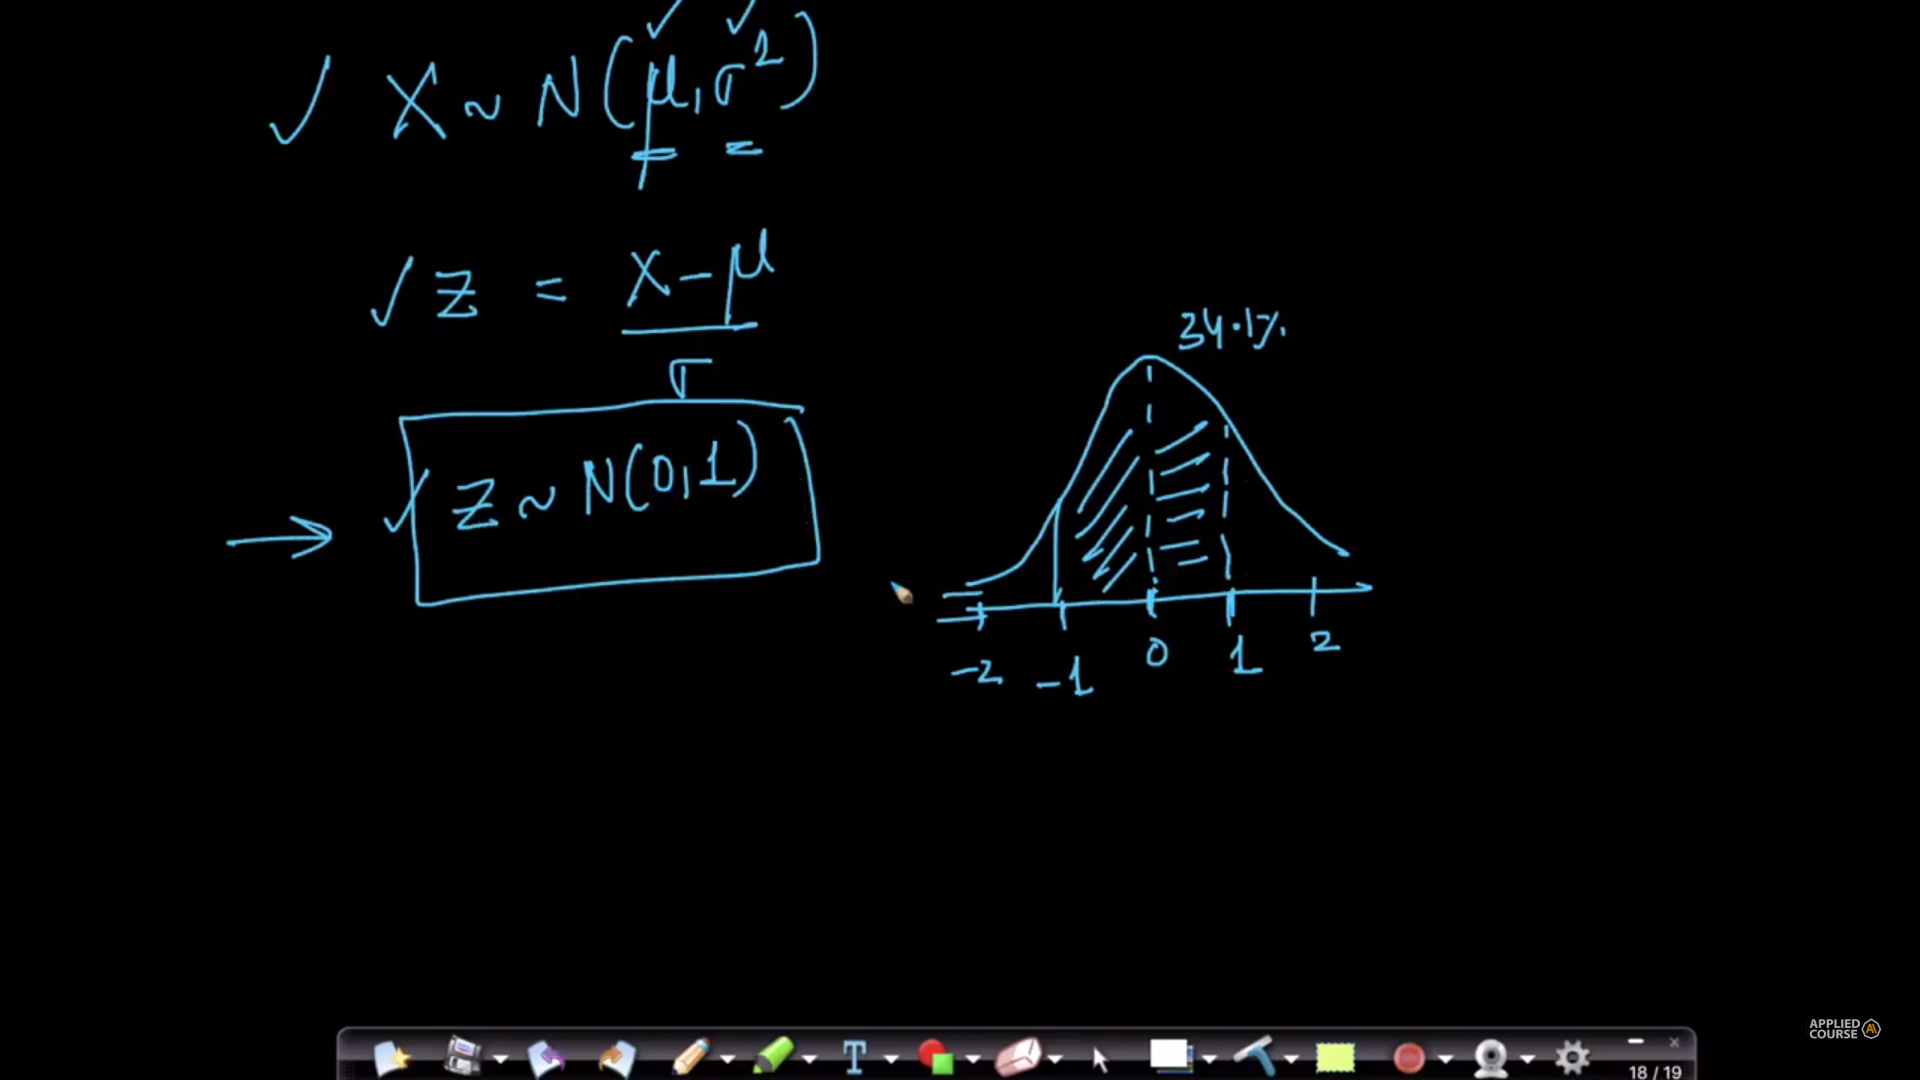 ✓ X ~ N(μ, σ²)
✓ Z = X - μ
σ
✓ Z ~ N(0, 1)
34.1%
-2 -1 0 1 2
T
APPLIED
COURSE
18 / 19